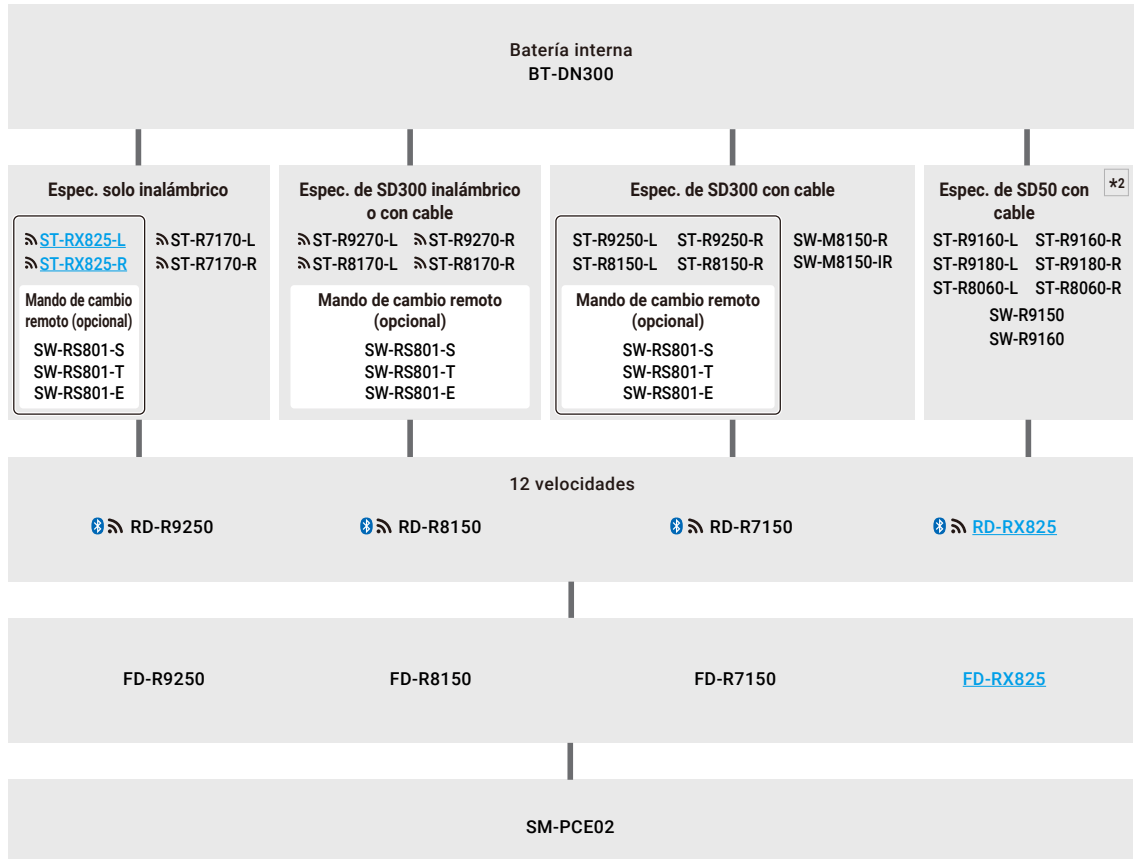 Batería interna
BT-DN300
Espec. solo inalámbrico
ST-RX825-L
ST-RX825-R
ST-R7170-L
ST-R7170-R
Mando de cambio
remoto (opcional)
SW-RS801-S
SW-RS801-T
SW-RS801-E
Espec. de SD300 inalámbrico
o con cable
ST-R9270-L ST-R9270-R
ST-R8170-L ST-R8170-R
Mando de cambio remoto
(opcional)
SW-RS801-S
SW-RS801-T
SW-RS801-E
Espec. de SD300 con cable
ST-R9250-L ST-R9250-R
ST-R8150-L ST-R8150-R
SW-M8150-R
SW-M8150-IR
Mando de cambio remoto
(opcional)
SW-RS801-S
SW-RS801-T
SW-RS801-E
Espec. de SD50 con
cable
*2
ST-R9160-L ST-R9160-R
ST-R9180-L ST-R9180-R
ST-R8060-L ST-R8060-R
SW-R9150
SW-R9160
12 velocidades
RD-R9250 RD-R8150 RD-R7150 RD-RX825
FD-R9250 FD-R8150 FD-R7150 FD-RX825
SM-PCE02